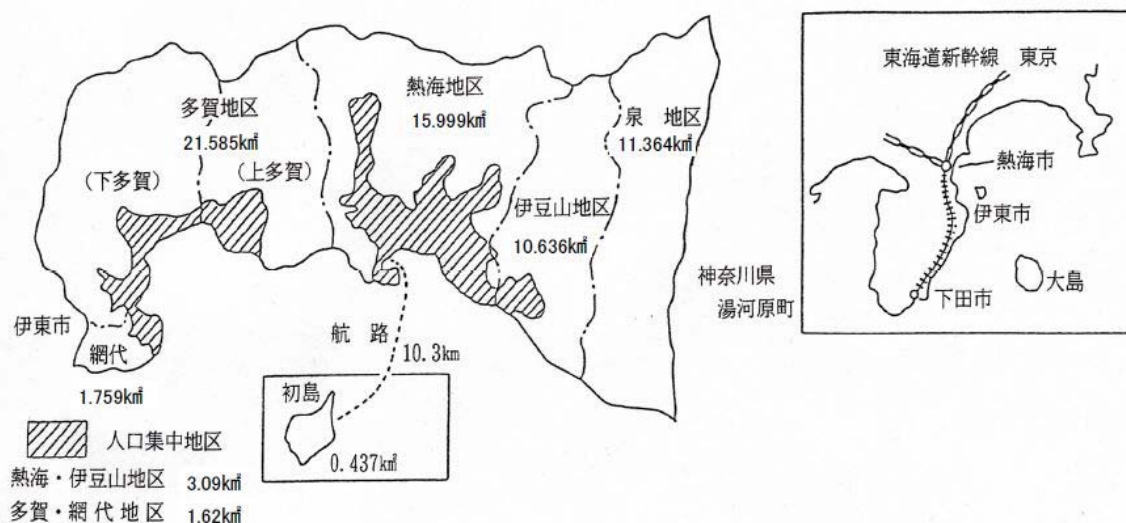 熱海地区
15.999㎢
多賀地区
21.585㎢
(下多賀)
(上多賀)
泉 地区
11.364㎢
伊豆山地区
10.636㎢
神奈川県
湯河原町
伊東市
網代
1.759㎢
航 路
10.3km
初島
0.437㎢
人口集中地区
熱海・伊豆山地区 3.09㎢
多賀・網代地区 1.62㎢
東海道新幹線 東京
熱海市
伊東市
大島
下田市